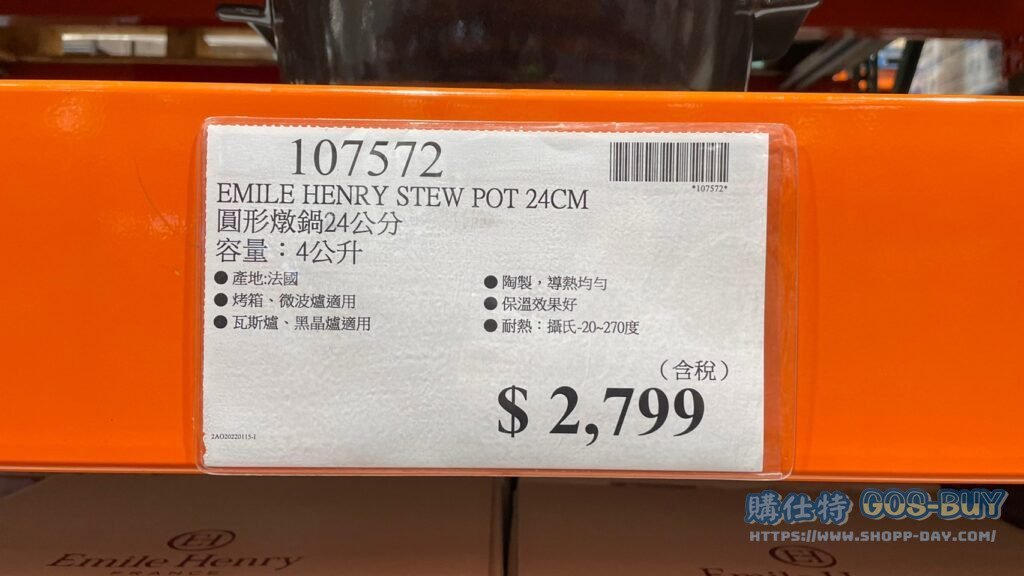 107572
*107572*
EMILE HENRY STEW POT 24CM
圓形燉鍋24公分
容量：4公升
● 產地:法國
● 烤箱、微波爐適用
● 瓦斯爐、黑晶爐適用
● 陶製，導熱均勻
● 保溫效果好
● 耐熱：攝氏-20~270度
（含稅）
$ 2,799
2AO20220115-1
購仕特 GOS-BUY
HTTPS://WWW.SHOPP-DAY.COM/
EH
Emile Henry
FRANCE
Emile Henry